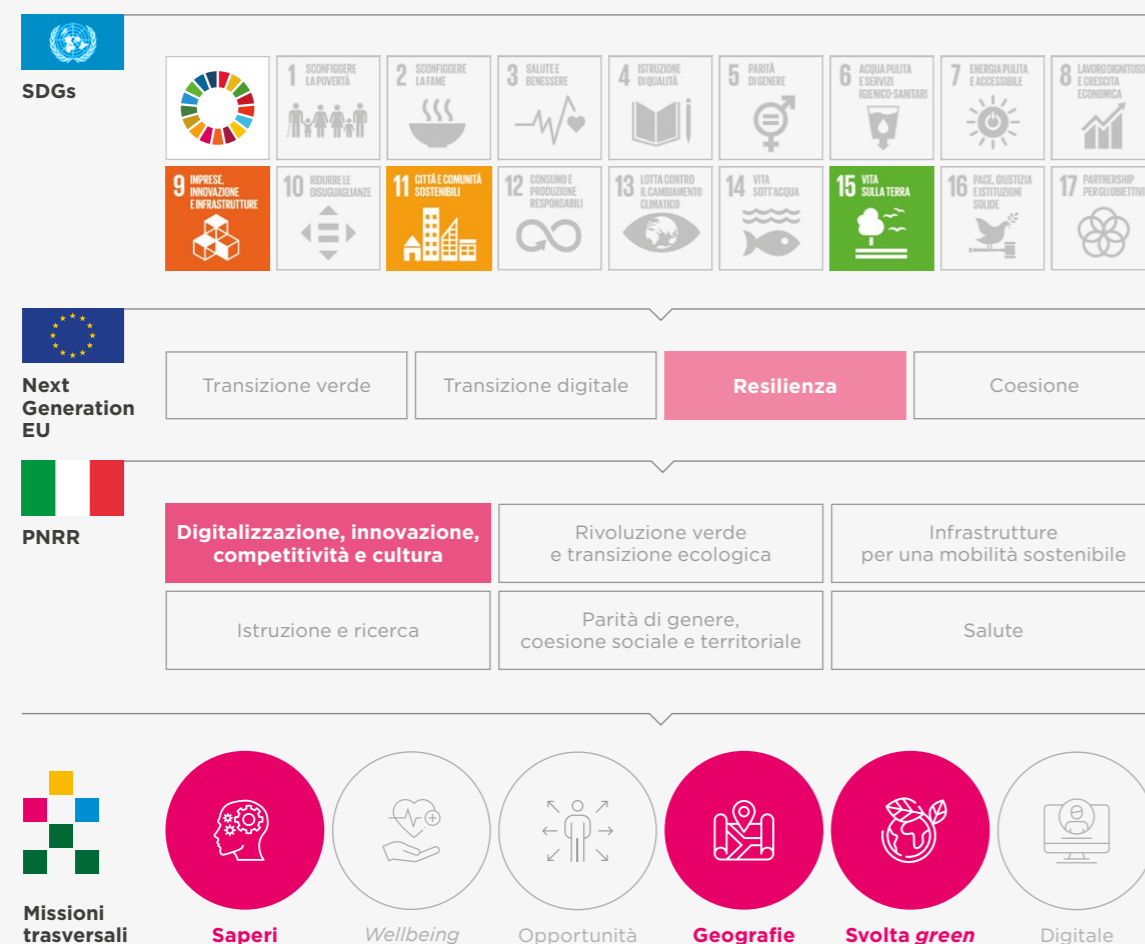 SDGs
1 SCONFIGGERE
LA POVERTÀ
2 SCONFIGGERE
LA FAME
3 SALUTE E
BENESSERE
4 ISTRUZIONE
DI QUALITÀ
5 PARITÀ
DI GENERE
6 ACQUA PULITA
E SERVIZI
IGIENICO-SANITARI
7 ENERGIA PULITA
E ACCESSIBILE
8 LAVORO DIGNITOSO
E CRESCITA
ECONOMICA
9 IMPRESE,
INNOVAZIONE
E INFRASTRUTTURE
10 RIDURRE LE
DISUGUAGLIANZE
11 CITTÀ E COMUNITÀ
SOSTENIBILI
12 CONSUMO E
PRODUZIONE
RESPONSABILI
13 LOTTA CONTRO
IL CAMBIAMENTO
CLIMATICO
14 VITA
SOTT'ACQUA
15 VITA
SULLA TERRA
16 PACE, GIUSTIZIA
E ISTITUZIONI
SOLIDE
17 PARTNERSHIP
PER GLI OBIETTIVI
Next
Generation
EU
Transizione verde
Transizione digitale
Resilienza
Coesione
PNRR
Digitalizzazione, innovazione,
competitività e cultura
Rivoluzione verde
e transizione ecologica
Infrastrutture
per una mobilità sostenibile
Istruzione e ricerca
Parità di genere,
coesione sociale e territoriale
Salute
Missioni
trasversali
Saperi
Wellbeing
Opportunità
Geografie
Svolta green
Digitale